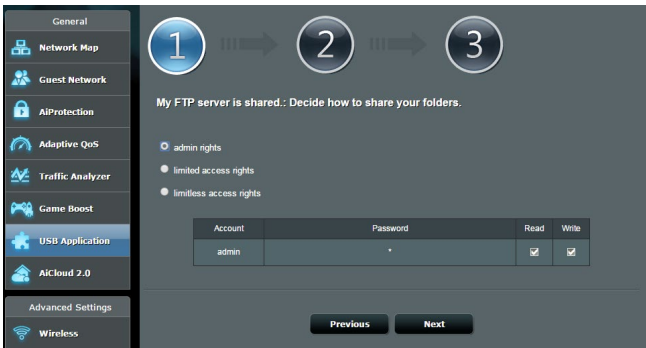 General
Network Map
Guest Network
AiProtection
Adaptive QoS
Traffic Analyzer
Game Boost
USB Application
AiCloud 2.0
Advanced Settings
Wireless
1 2 3
My FTP server is shared.: Decide how to share your folders.
admin rights
limited access rights
limitless access rights
Account Password Read Write
admin *
Previous Next